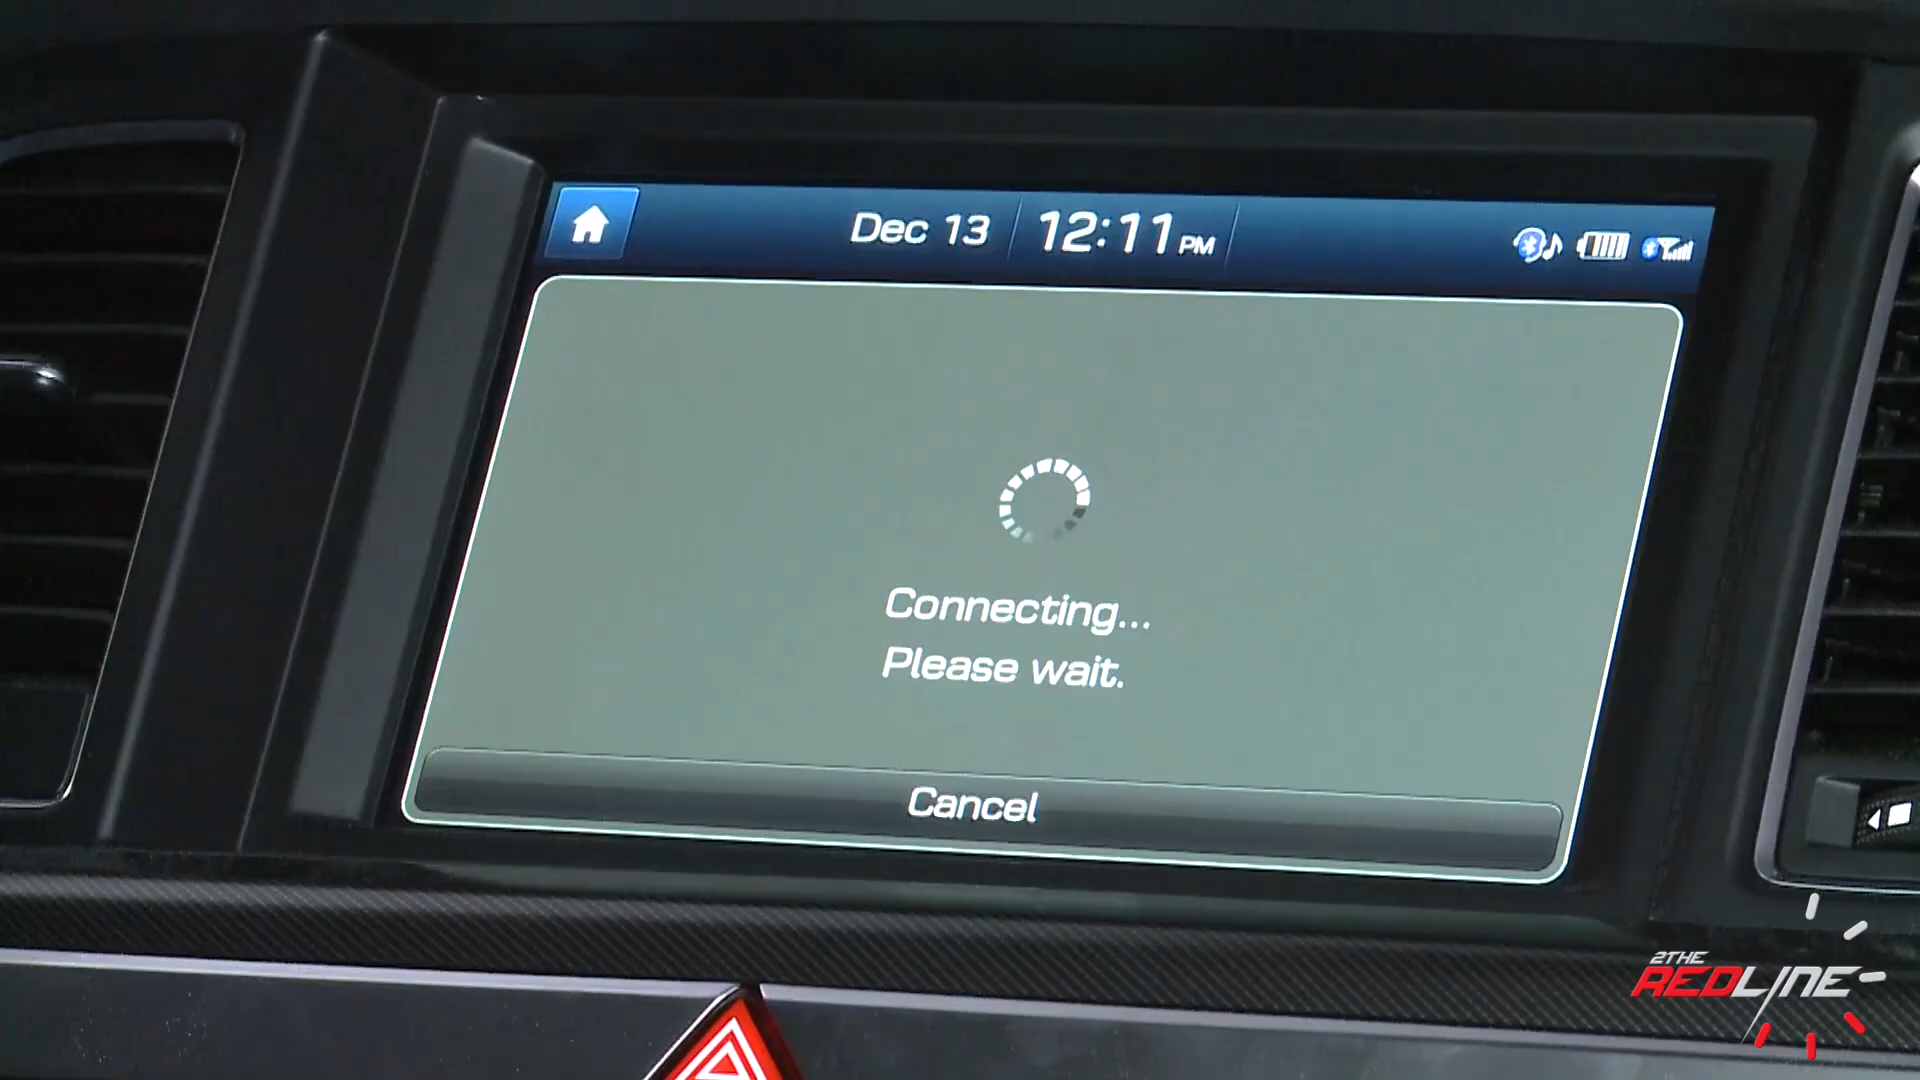 Dec 13 12:11 PM
Connecting...
Please wait.
Cancel
2THE
REDLINE